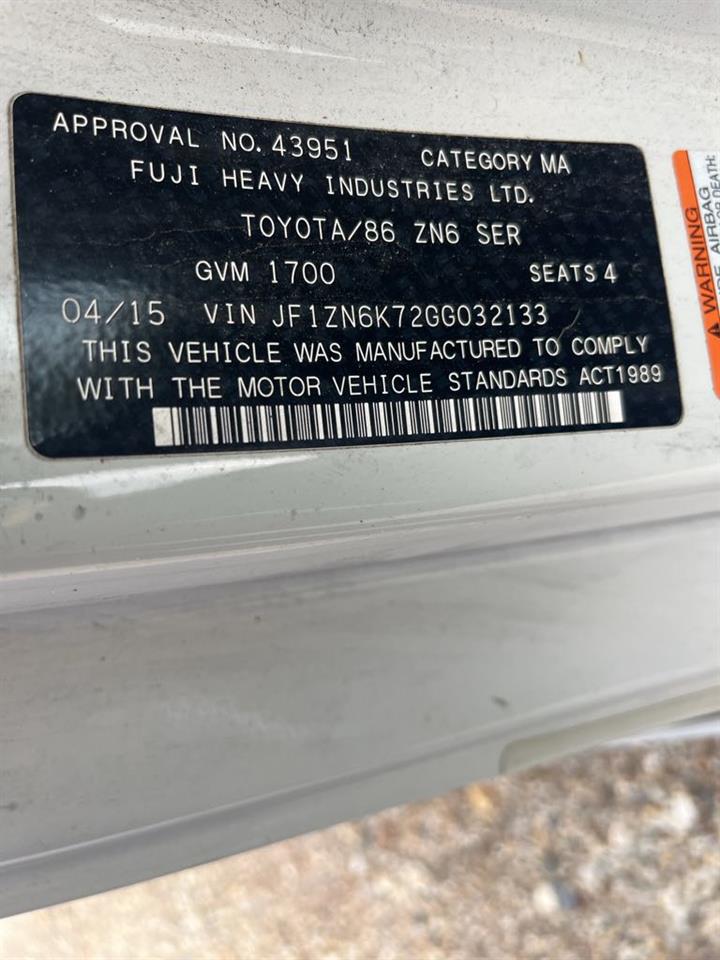 APPROVAL NO. 43951 CATEGORY MA
FUJI HEAVY INDUSTRIES LTD.
TOYOTA/86 ZN6 SER
GVM 1700 SEATS 4
04/15 VIN JF1ZN6K72GG032133
THIS VEHICLE WAS MANUFACTURED TO COMPLY
WITH THE MOTOR VEHICLE STANDARDS ACT1989
WARNING
AIRBAG
DEATH: